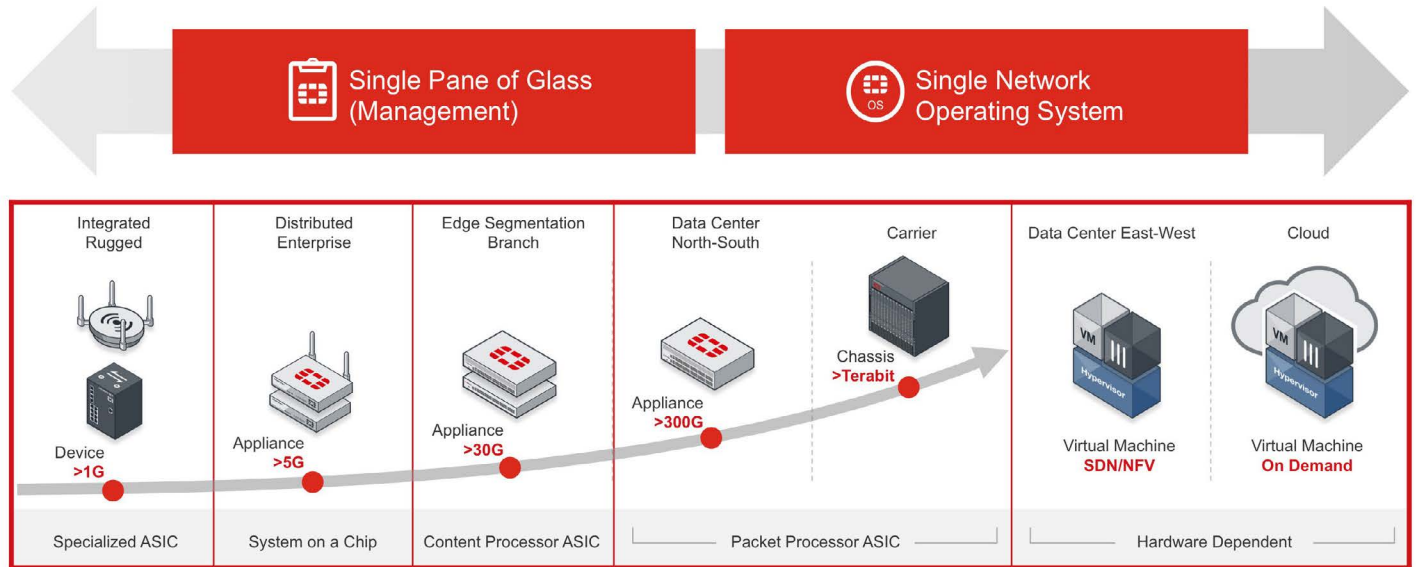 Single Pane of Glass
(Management)
OS
Single Network
Operating System
Integrated
Rugged
Distributed
Enterprise
Edge Segmentation
Branch
Data Center
North-South
Carrier
Data Center East-West
Cloud
Device
>1G
Appliance
>5G
Appliance
>30G
Appliance
>300G
Chassis
>Terabit
VM
Hypervisor
Virtual Machine
SDN/NFV
VM
Hypervisor
Virtual Machine
On Demand
Specialized ASIC
System on a Chip
Content Processor ASIC
Packet Processor ASIC
Hardware Dependent